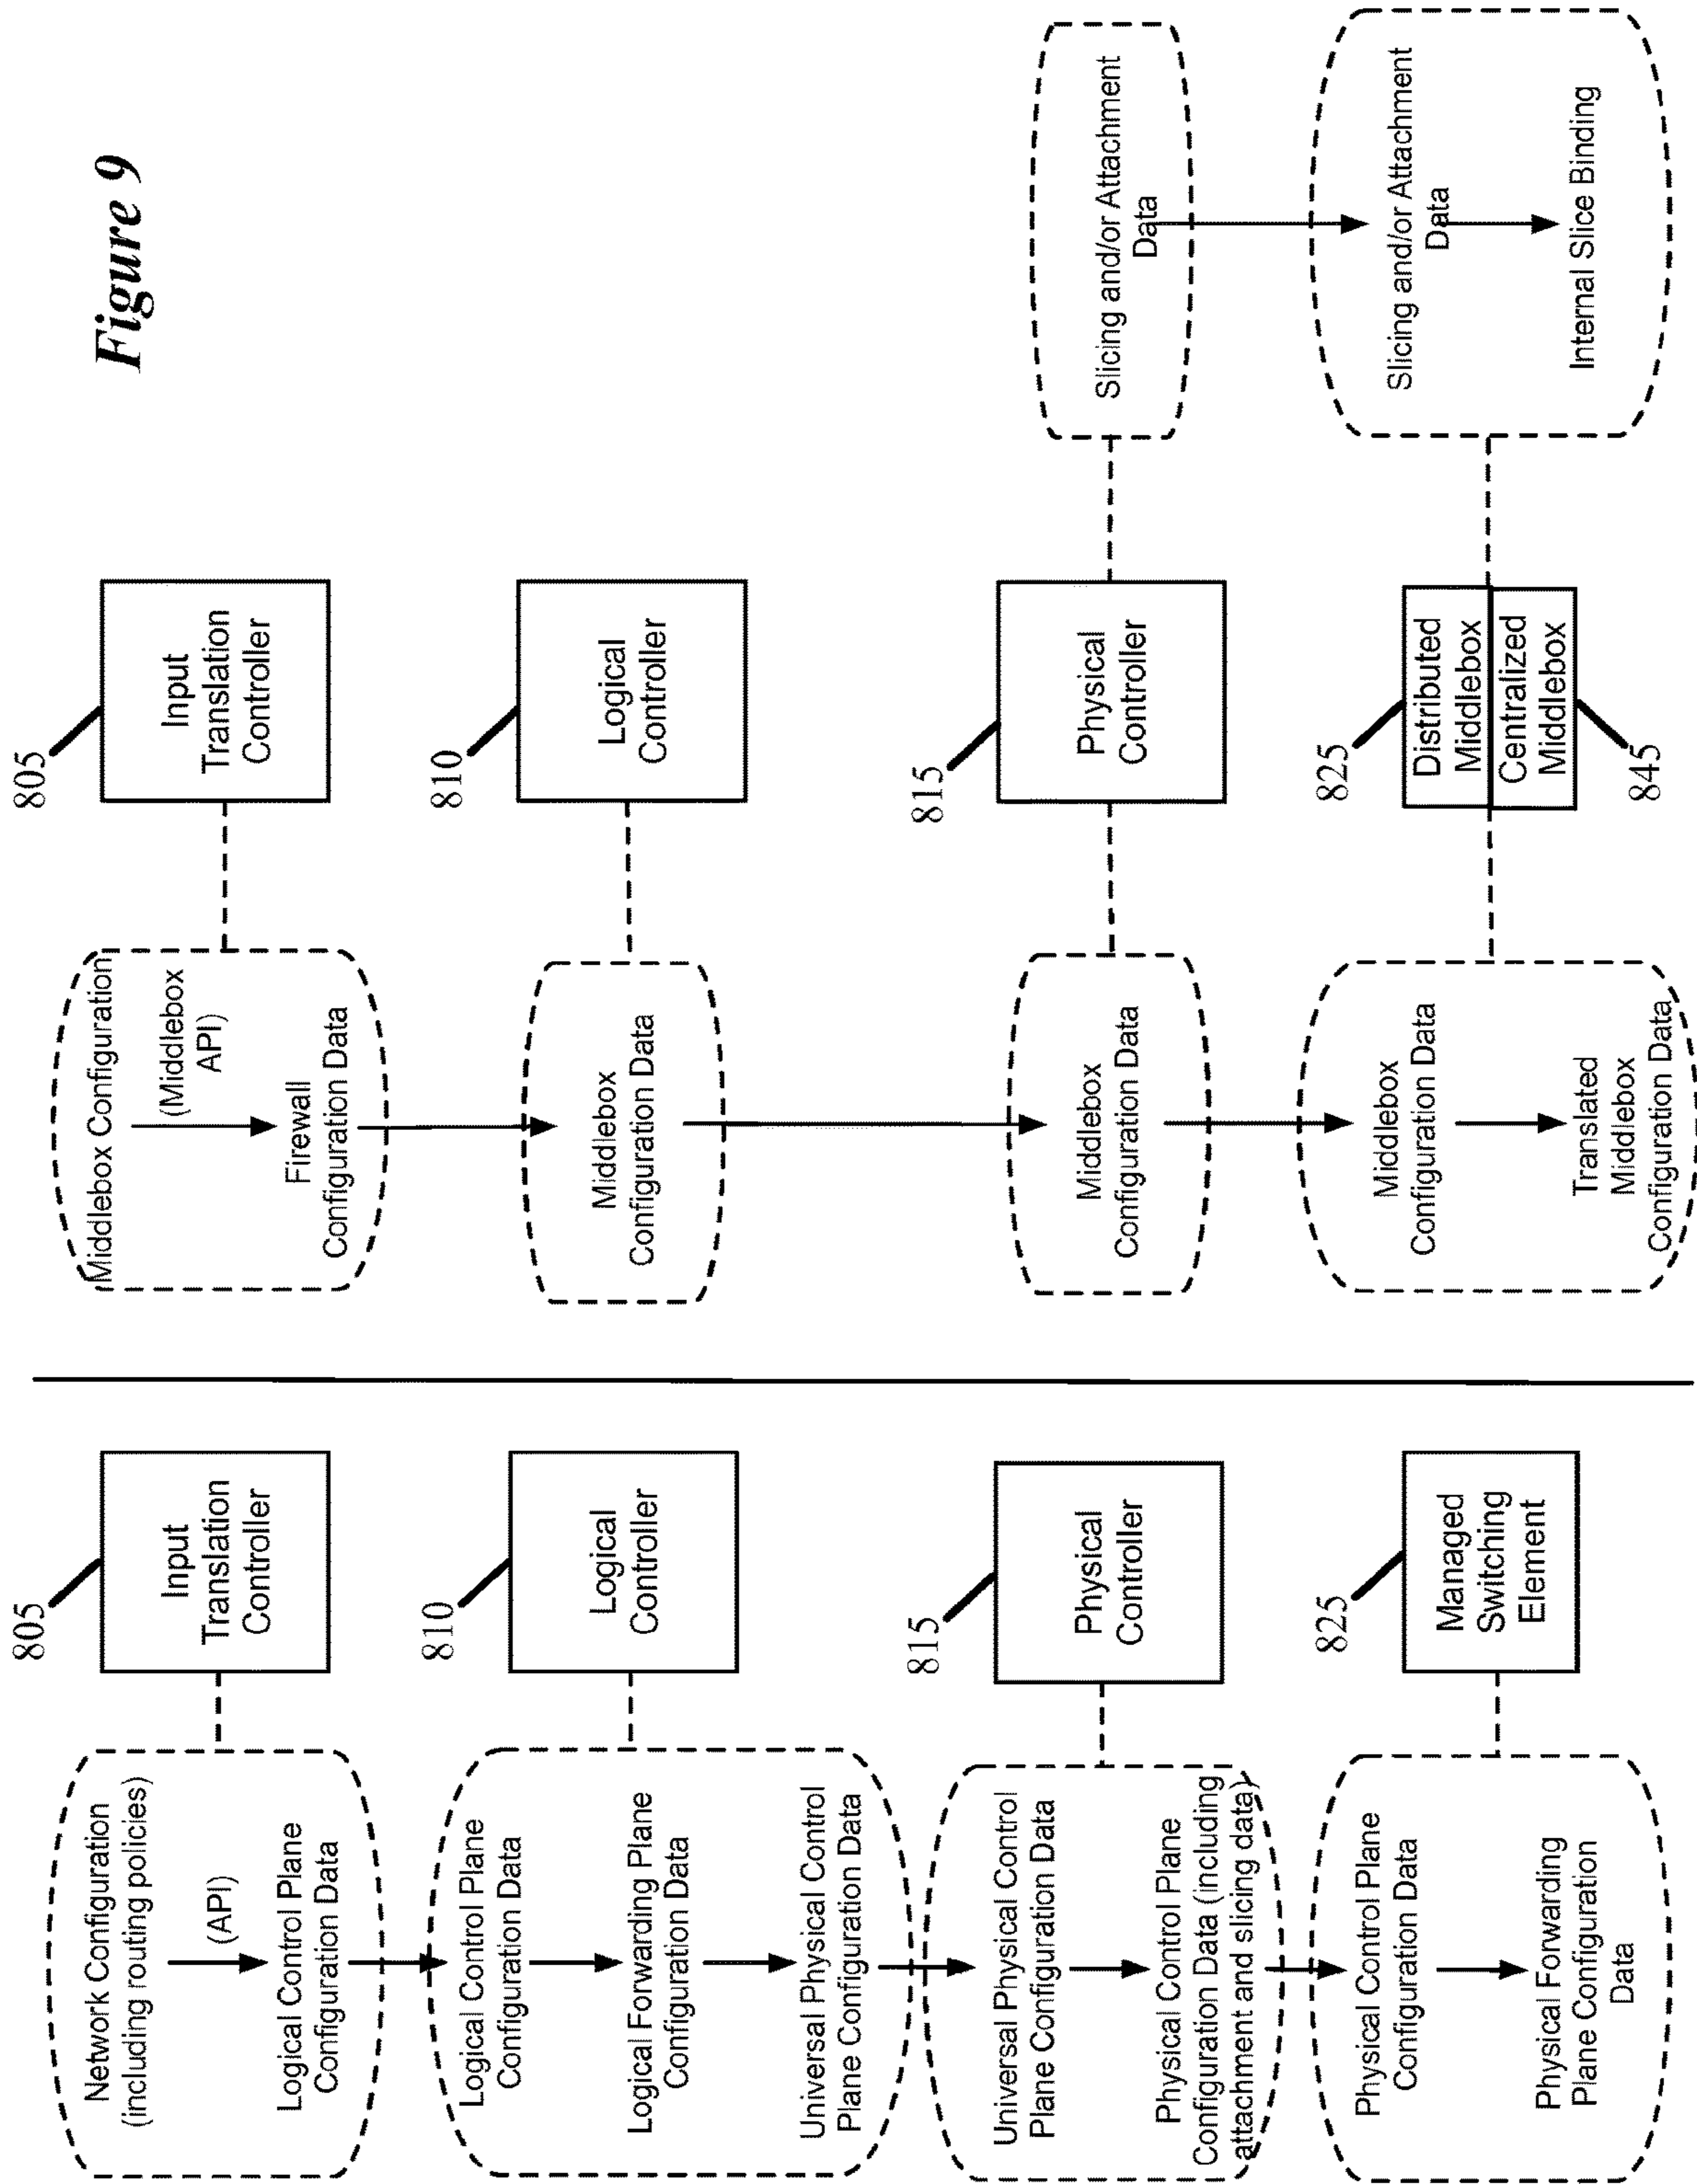 Figure 9
Network Configuration
(including routing policies)
(API)
Logical Control Plane
Configuration Data
805
Input
Translation
Controller
Logical Control Plane
Configuration Data
Logical Forwarding Plane
Configuration Data
Universal Physical Control
Plane Configuration Data
810
Logical
Controller
Universal Physical Control
Plane Configuration Data
Physical Control Plane
Configuration Data (including
attachment and slicing data)
815
Physical
Controller
Physical Control Plane
Configuration Data
Physical Forwarding
Plane Configuration
Data
825
Managed
Switching
Element
Middlebox Configuration
(Middlebox
API)
Firewall
Configuration Data
805
Input
Translation
Controller
Middlebox
Configuration Data
810
Logical
Controller
Middlebox
Configuration Data
815
Physical
Controller
Slicing and/or Attachment
Data
Middlebox
Configuration Data
Translated
Middlebox
Configuration Data
825
Distributed
Middlebox
Centralized
Middlebox
845
Slicing and/or Attachment
Data
Internal Slice Binding